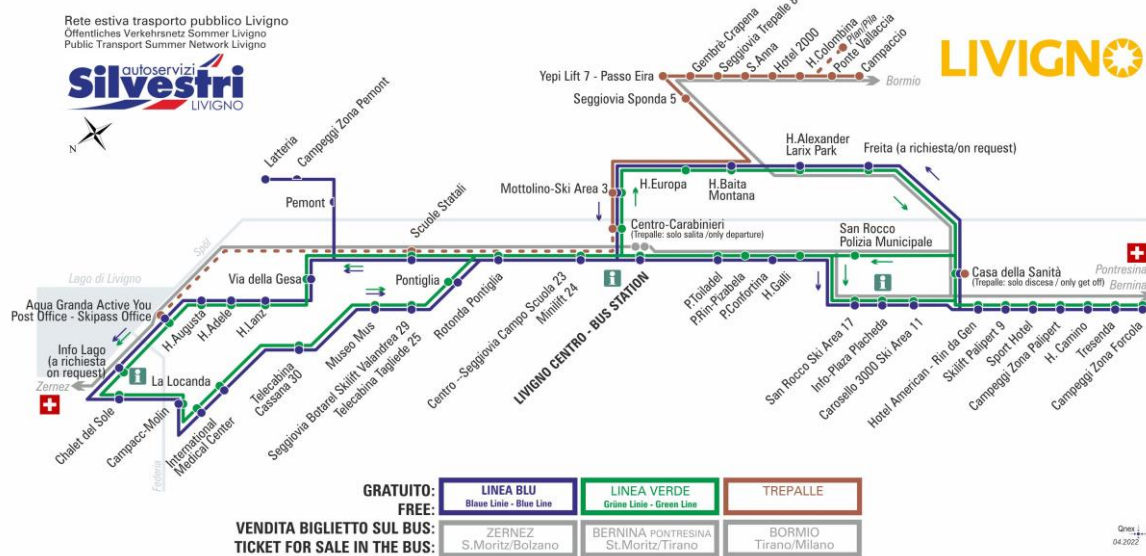 Rete estiva trasporto pubblico Livigno
Öffentliches Verkehrsnetz Sommer Livigno
Public Transport Summer Network Livigno
autoservizi
Silvestri
LIVIGNO
LIVIGNO
N
Gembrè-Crapena
Seggiovia Trepalle 8
S.Anna
Hotel 2000
H.Colombina
Plan/Pila
Ponte Vallaccia
Campaccio
Yepi Lift 7 - Passo Eira
Bormio
Seggiovia Sponda 5
Latteria
Campeggi Zona Pemont
Pemont
Scuole Statali
Mottolino-Ski Area 3
H.Europa
H.Baita
Montana
H.Alexander
Larix Park
Freita (a richiesta/on request)
Centro-Carabinieri
(Trepalle: solo salita /only departure)
San Rocco
Polizia Municipale
Spöl
Lago di Livigno
Via della Gesa
Pontiglia
Casa della Sanità
(Trepalle: solo discesa / only get off)
Pontresina
Bernina
Aqua Granda Active You
Post Office - Skipass Office
H.Augusta
H.Adele
H.Lanz
Info Lago
(a richiesta
on request)
Zernez
La Locanda
Chalet del Sole
Campacc-Molin
Federia
International
Medical Center
Telecabina
Cassana 30
Museo Mus
Seggiovia Botarel Skilift Valandrea 29
Telecabina Tagliede 25
Rotonda Pontiglia
Centro –Seggiovia Campo Scuola 23
Minilift 24
LIVIGNO CENTRO - BUS STATION
P.Toiladel
P.Rin-Pizabela
P.Confortina
H.Galli
San Rocco Ski Area 17
Info-Plaza Placheda
Carosello 3000 Ski Area 11
Hotel American - Rin da Gen
Skilift Palipert 9
Sport Hotel
Campeggi Zona Palipert
H. Camino
Tresenda
Campeggi Zona Forcola
GRATUITO:
FREE:
LINEA BLU
Blaue Linie - Blue Line
LINEA VERDE
Grüne Linie - Green Line
TREPALLE
VENDITA BIGLIETTO SUL BUS:
TICKET FOR SALE IN THE BUS:
ZERNEZ
S.Moritz/Bolzano
BERNINA PONTRESINA
St.Moritz/Tirano
BORMIO
Tirano/Milano
Qnex
04.2022